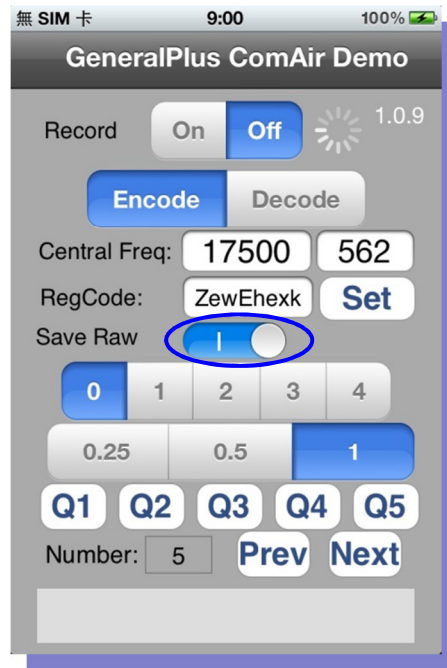 無 SIM 卡 9:00 100%
GeneralPlus ComAir Demo
Record On Off 1.0.9
Encode Decode
Central Freq: 17500 562
RegCode: ZewEhexk Set
Save Raw
0 1 2 3 4
0.25 0.5 1
Q1 Q2 Q3 Q4 Q5
Number: 5 Prev Next